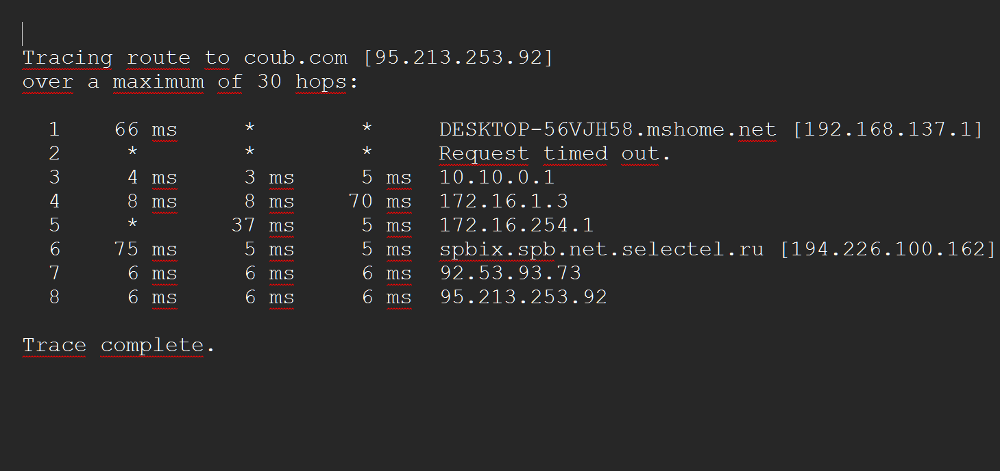 Tracing route to coub.com [95.213.253.92]
over a maximum of 30 hops:
1 66 ms * * DESKTOP-56VJH58.mshome.net [192.168.137.1]
2 * * * Request timed out.
3 4 ms 3 ms 5 ms 10.10.0.1
4 8 ms 8 ms 70 ms 172.16.1.3
5 * 37 ms 5 ms 172.16.254.1
6 75 ms 5 ms 5 ms spbix.spb.net.selectel.ru [194.226.100.162]
7 6 ms 6 ms 6 ms 92.53.93.73
8 6 ms 6 ms 6 ms 95.213.253.92
Trace complete.